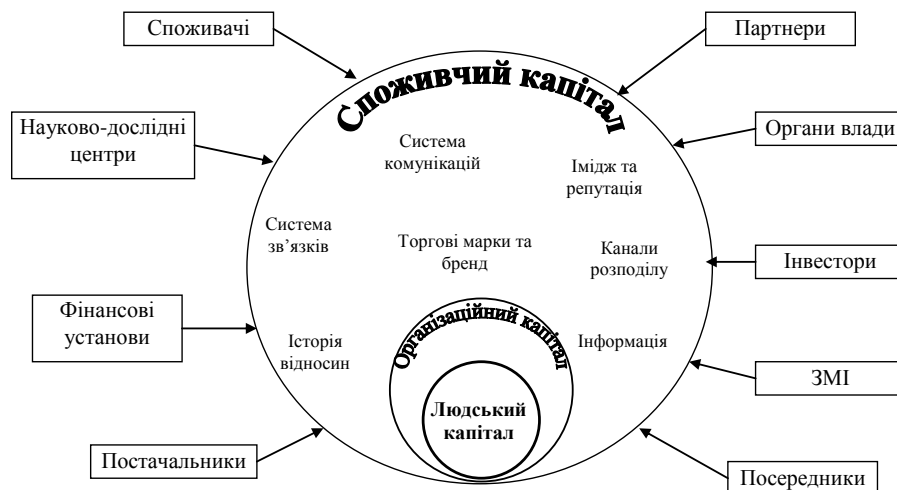 Споживачі
Партнери
Споживчий капітал
Науково-дослідні
центри
Органи влади
Система
комунікацій
Імідж та
репутація
Система
зв’язків
Торгові марки та
бренд
Канали
розподілу
Інвестори
Фінансові
установи
Історія
відносин
Організаційний капітал
Інформація
ЗМІ
Людський
капітал
Постачальники
Посередники